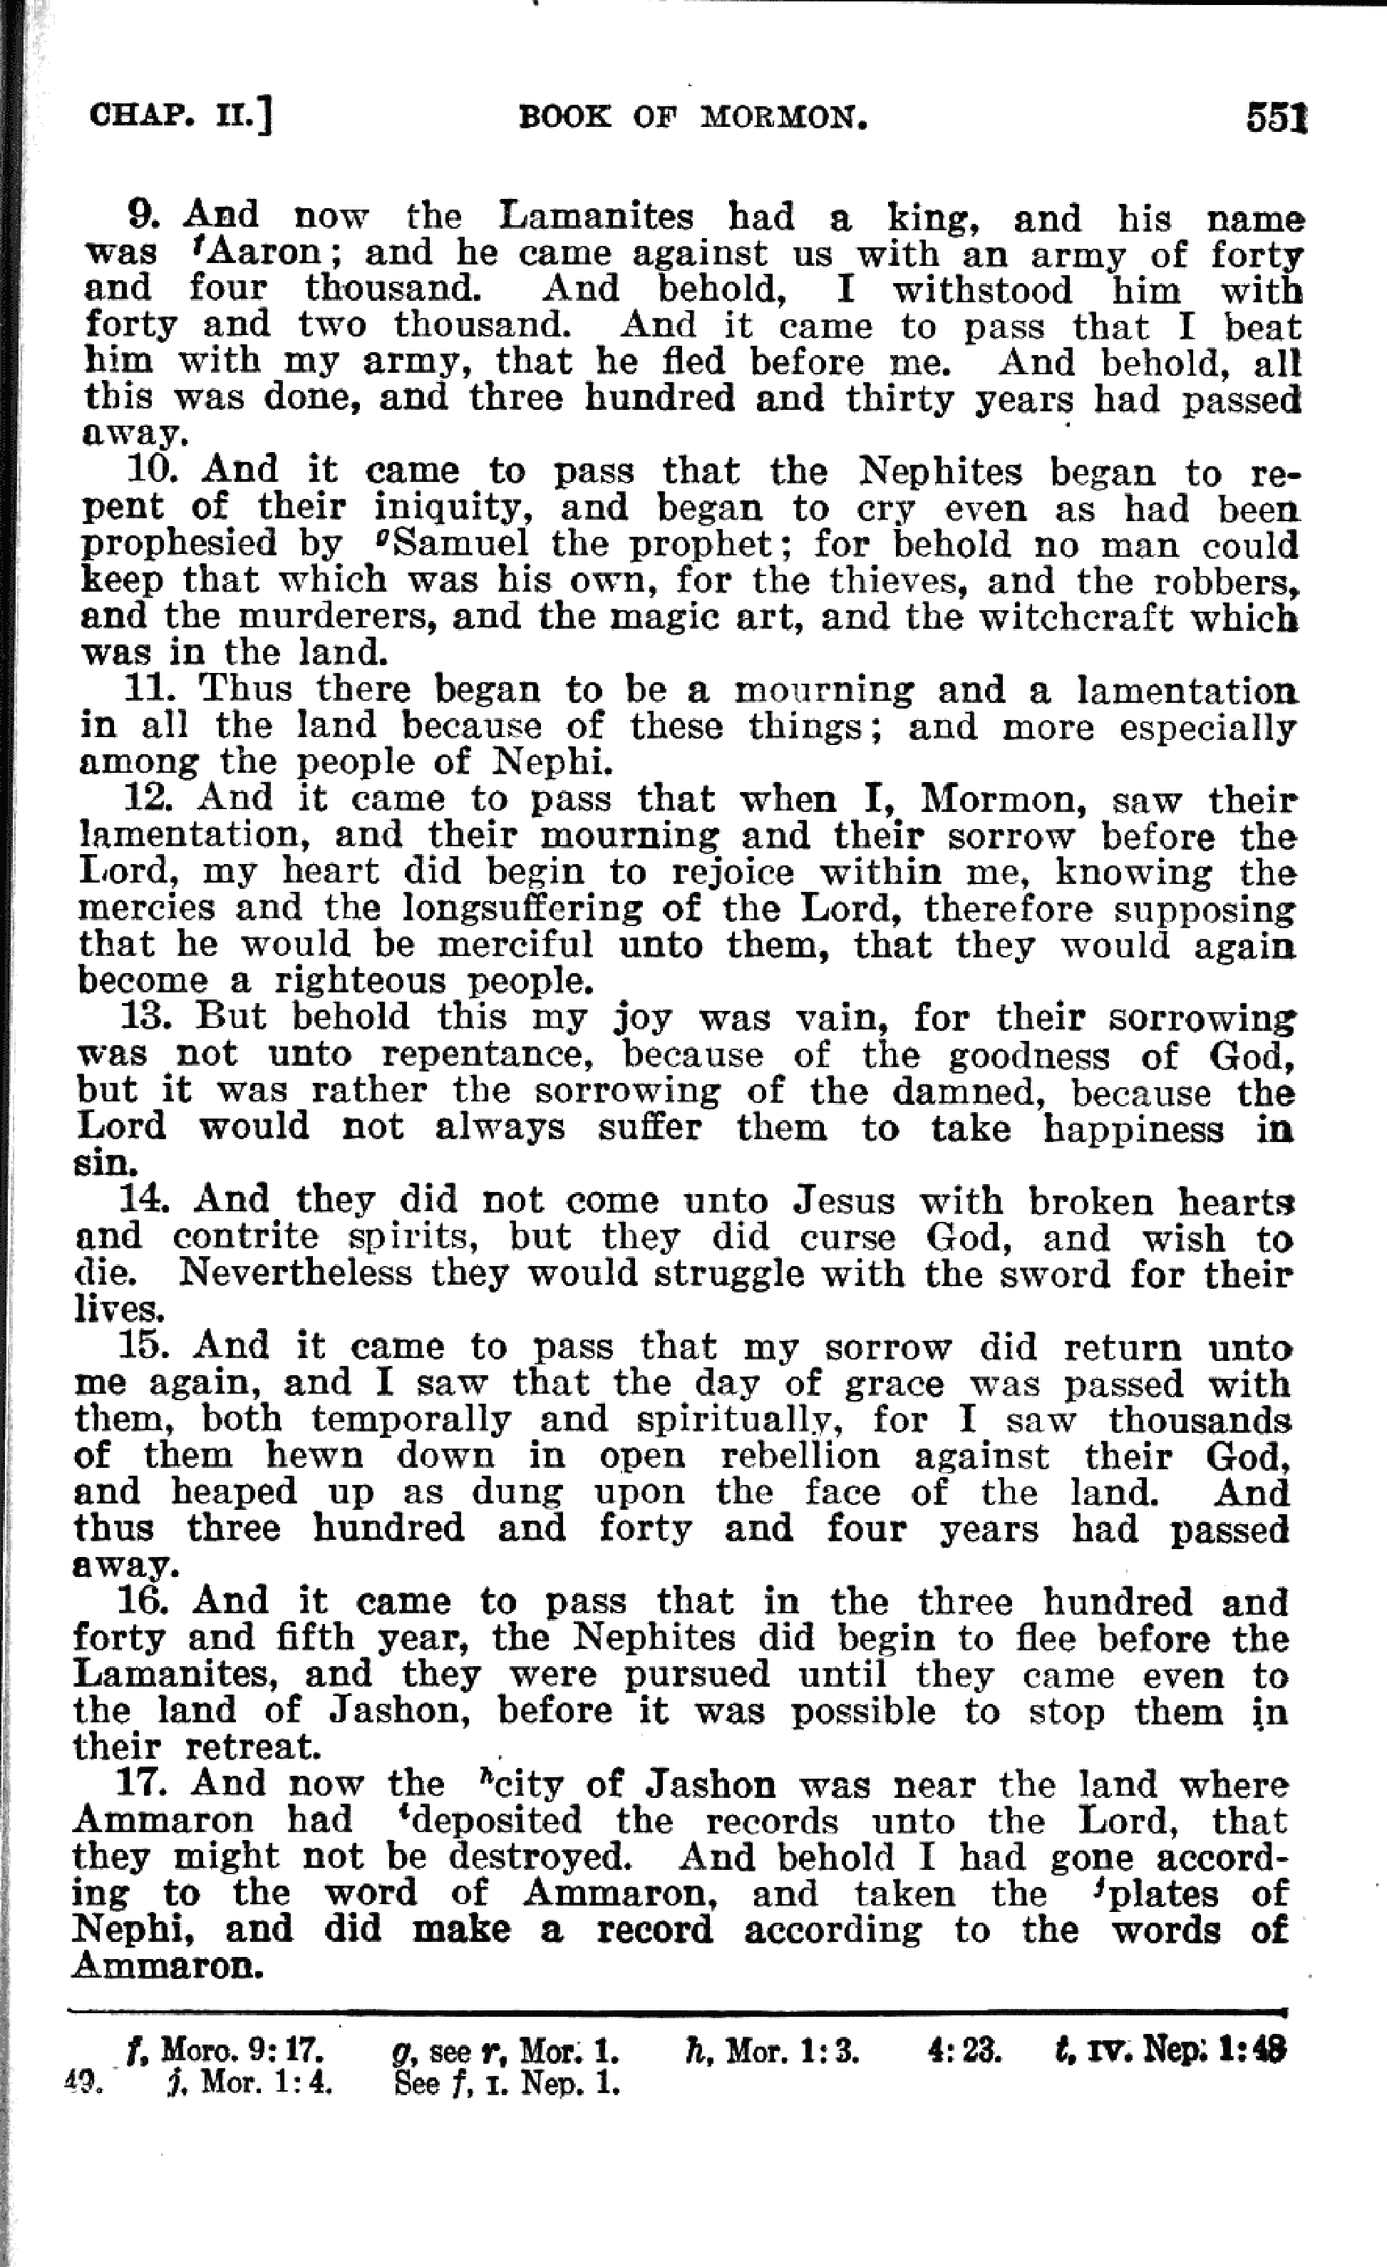 CHAP. II.] BOOK OF MORMON. 551
9. And now the Lamanites had a king, and his name
was fAaron; and he came against us with an army of forty
and four thousand. And behold, I withstood him with
forty and two thousand. And it came to pass that I beat
him with my army, that he fled before me. And behold, all
this was done, and three hundred and thirty years had passed
away.
10. And it came to pass that the Nephites began to re-
pent of their iniquity, and began to cry even as had been
prophesied by gSamuel the prophet; for behold no man could
keep that which was his own, for the thieves, and the robbers,
and the murderers, and the magic art, and the witchcraft which
was in the land.
11. Thus there began to be a mourning and a lamentation
in all the land because of these things; and more especially
among the people of Nephi.
12. And it came to pass that when I, Mormon, saw their
lamentation, and their mourning and their sorrow before the
Lord, my heart did begin to rejoice within me, knowing the
mercies and the longsuffering of the Lord, therefore supposing
that he would be merciful unto them, that they would again
become a righteous people.
13. But behold this my joy was vain, for their sorrowing
was not unto repentance, because of the goodness of God,
but it was rather the sorrowing of the damned, because the
Lord would not always suffer them to take happiness in
sin.
14. And they did not come unto Jesus with broken hearts
and contrite spirits, but they did curse God, and wish to
die. Nevertheless they would struggle with the sword for their
lives.
15. And it came to pass that my sorrow did return unto
me again, and I saw that the day of grace was passed with
them, both temporally and spiritually, for I saw thousands
of them hewn down in open rebellion against their God,
and heaped up as dung upon the face of the land. And
thus three hundred and forty and four years had passed
away.
16. And it came to pass that in the three hundred and
forty and fifth year, the Nephites did begin to flee before the
Lamanites, and they were pursued until they came even to
the land of Jashon, before it was possible to stop them in
their retreat.
17. And now the hcity of Jashon was near the land where
Ammaron had ideposited the records unto the Lord, that
they might not be destroyed. And behold I had gone accord-
ing to the word of Ammaron, and taken the jplates of
Nephi, and did make a record according to the words of
Ammaron.
f, Moro. 9: 17. g, see r, Mor. 1. h, Mor. 1: 3. 4: 23. i, IV. Nep. 1: 48
49. j, Mor. 1: 4. See f, I. Nep. 1.